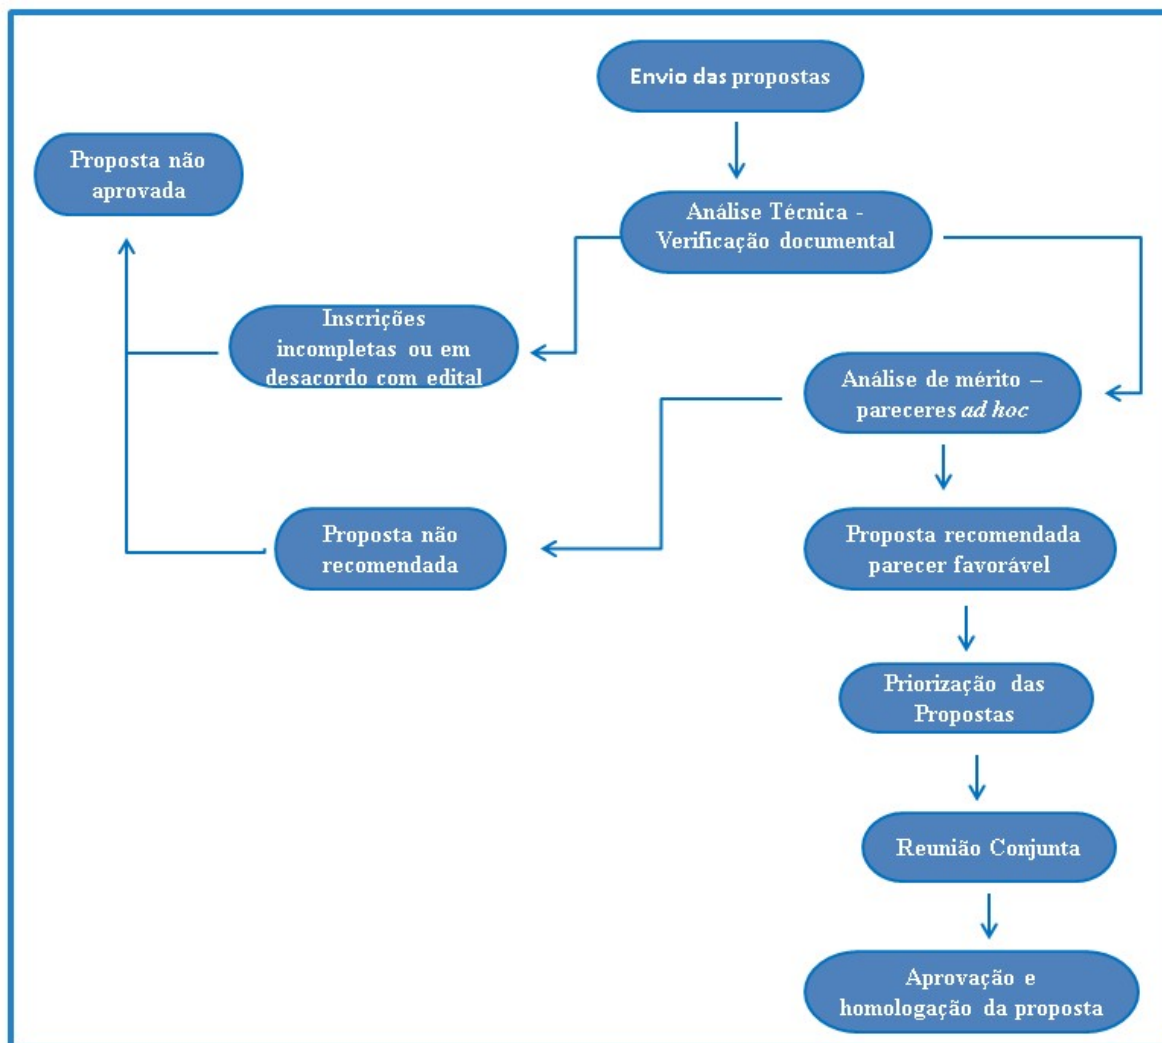 Envio das propostas
Proposta não
aprovada
Análise Técnica -
Verificação documental
Inscrições
incompletas ou em
desacordo com edital
Análise de mérito –
pareceres ad hoc
Proposta não
recomendada
Proposta recomendada
parecer favorável
Priorização das
Propostas
Reunião Conjunta
Aprovação e
homologação da proposta